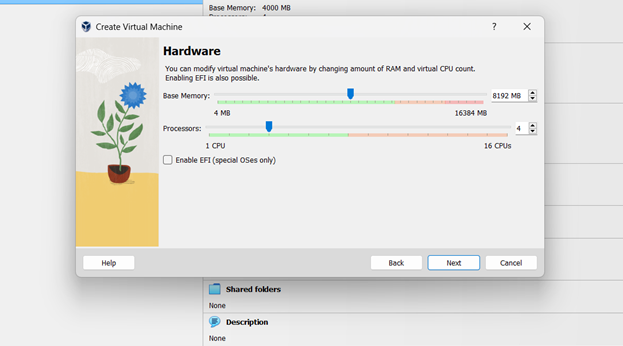 Base Memory: 4000 MB
Create Virtual Machine
?
Hardware
You can modify virtual machine's hardware by changing amount of RAM and virtual CPU count.
Enabling EFI is also possible.
Base Memory: 8192 MB
4 MB 16384 MB
Processors: 4
1 CPU 16 CPUs
Enable EFI (special OSes only)
Help Back Next Cancel
Shared folders
None
Description
None